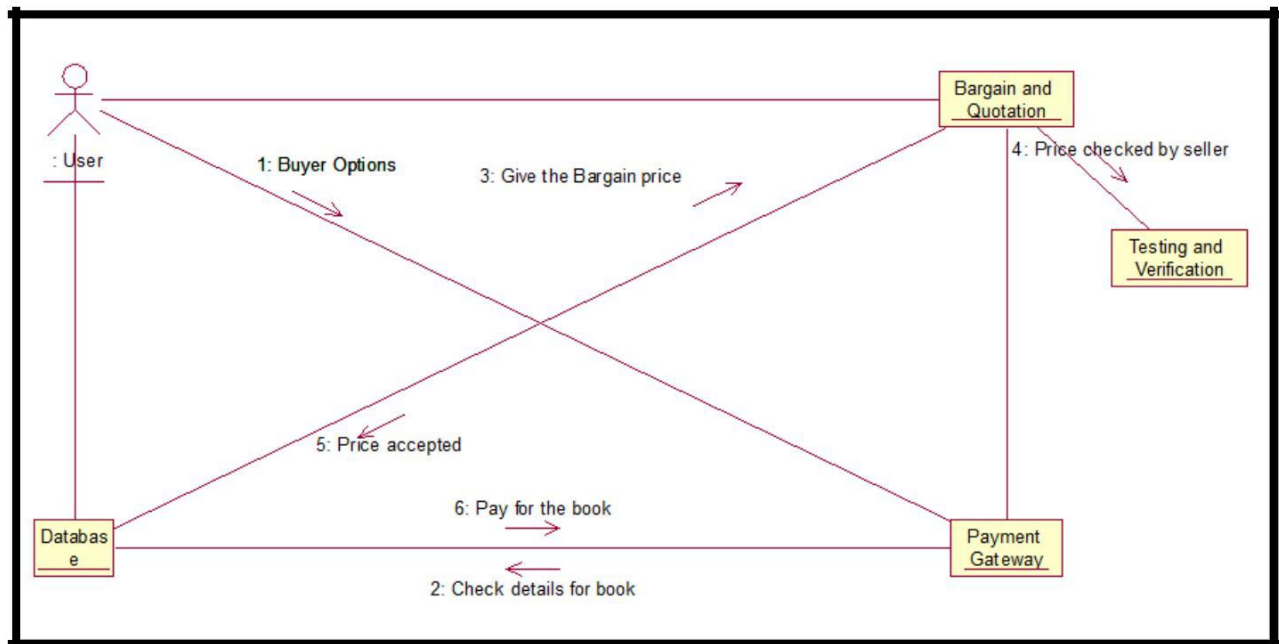 Bargain and
Quotation
4: Price checked by seller
: User
1: Buyer Options
3: Give the Bargain price
Testing and
Verification
5: Price accepted
6: Pay for the book
Databas
e
Payment
Gateway
2: Check details for book